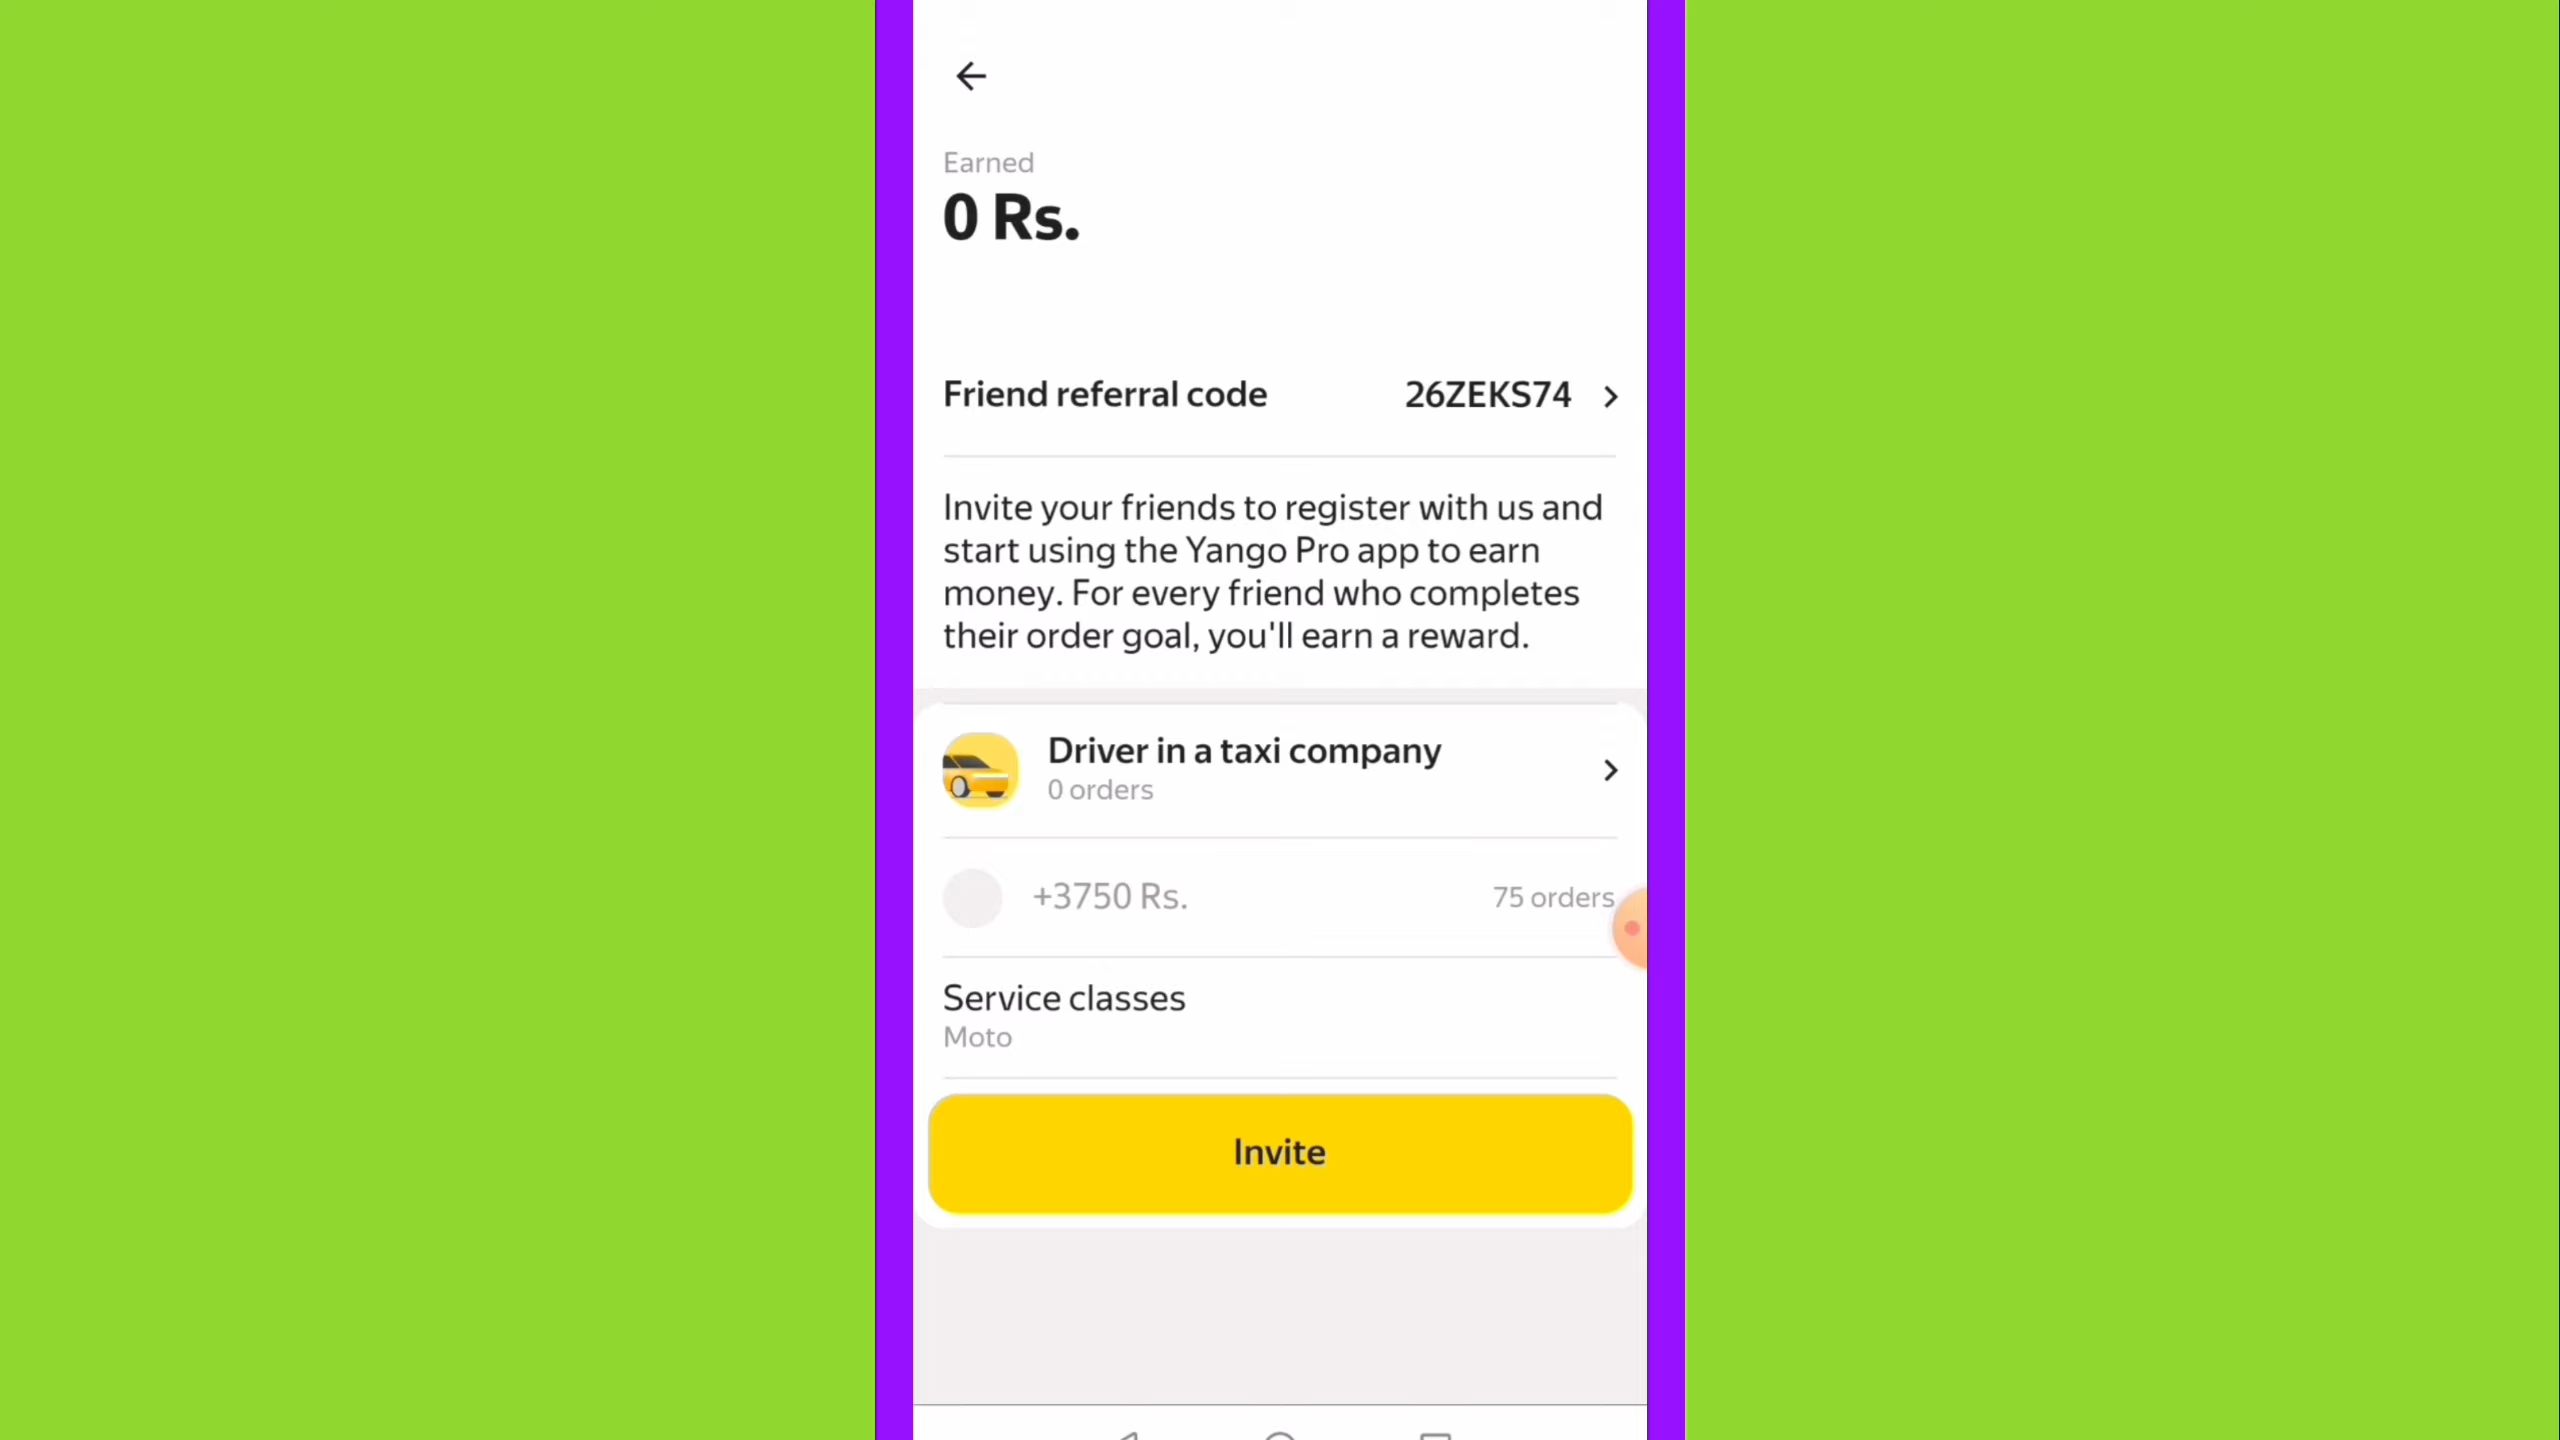 Earned
0 Rs.
Friend referral code 26ZEKS74
Invite your friends to register with us and
start using the Yango Pro app to earn
money. For every friend who completes
their order goal, you'll earn a reward.
Driver in a taxi company
0 orders
+3750 Rs. 75 orders
Service classes
Moto
Invite